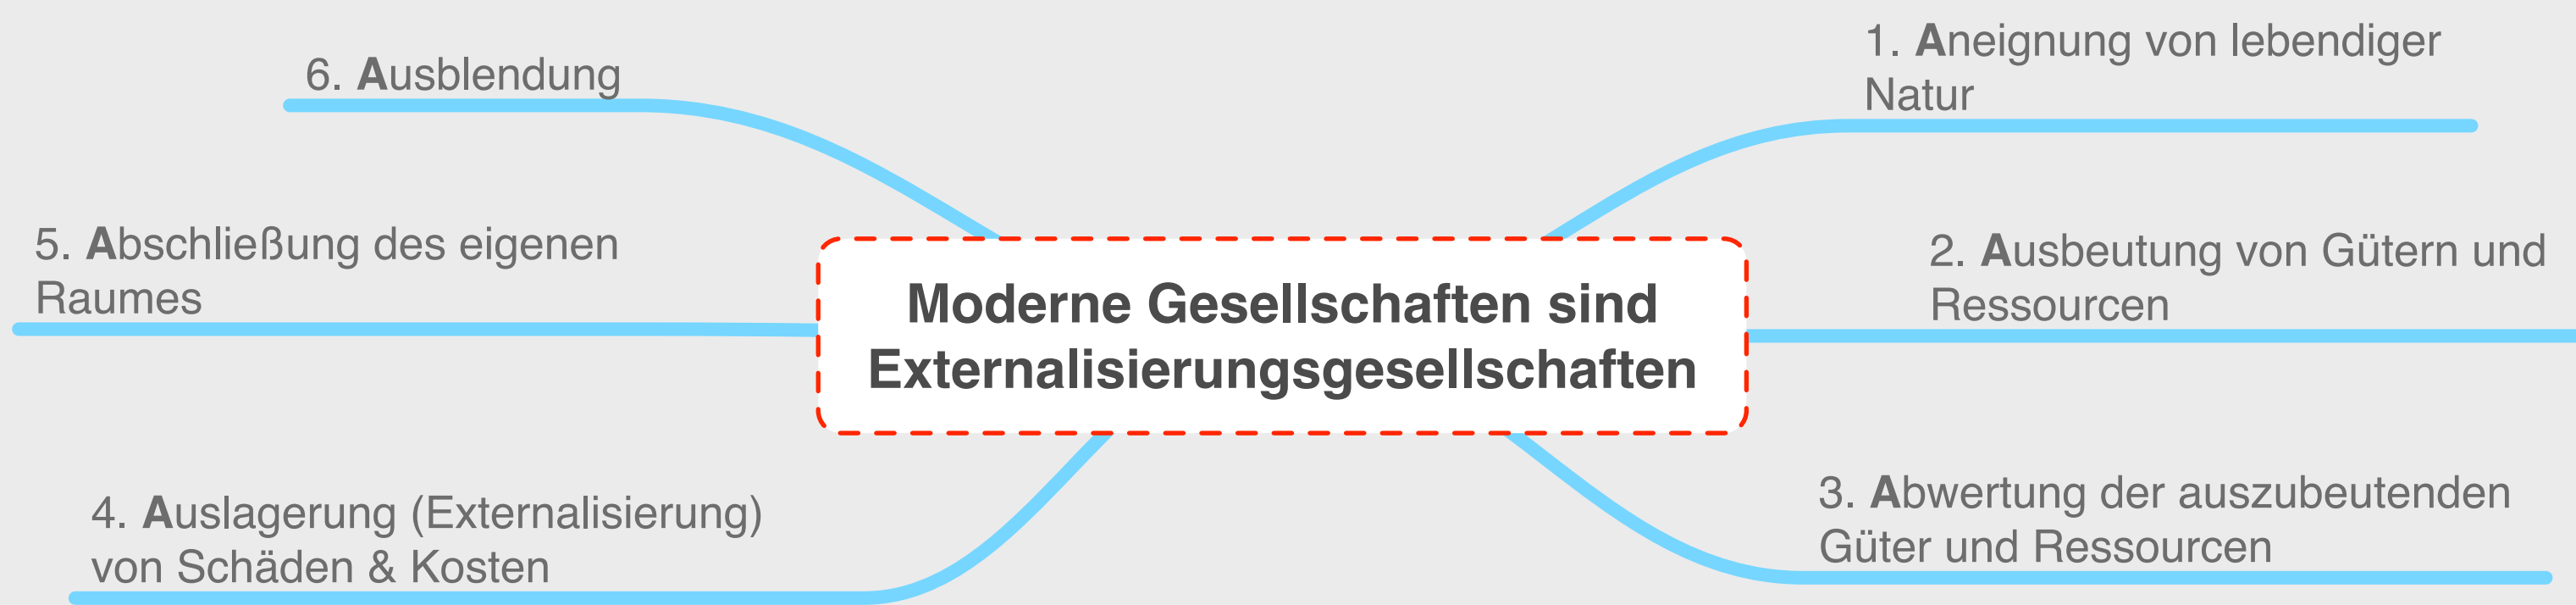 Moderne Gesellschaften sind
Externalisierungsgesellschaften
1. Aneignung von lebendiger
Natur
2. Ausbeutung von Gütern und
Ressourcen
3. Abwertung der auszubeutenden
Güter und Ressourcen
4. Auslagerung (Externalisierung)
von Schäden & Kosten
5. Abschließung des eigenen
Raumes
6. Ausblendung